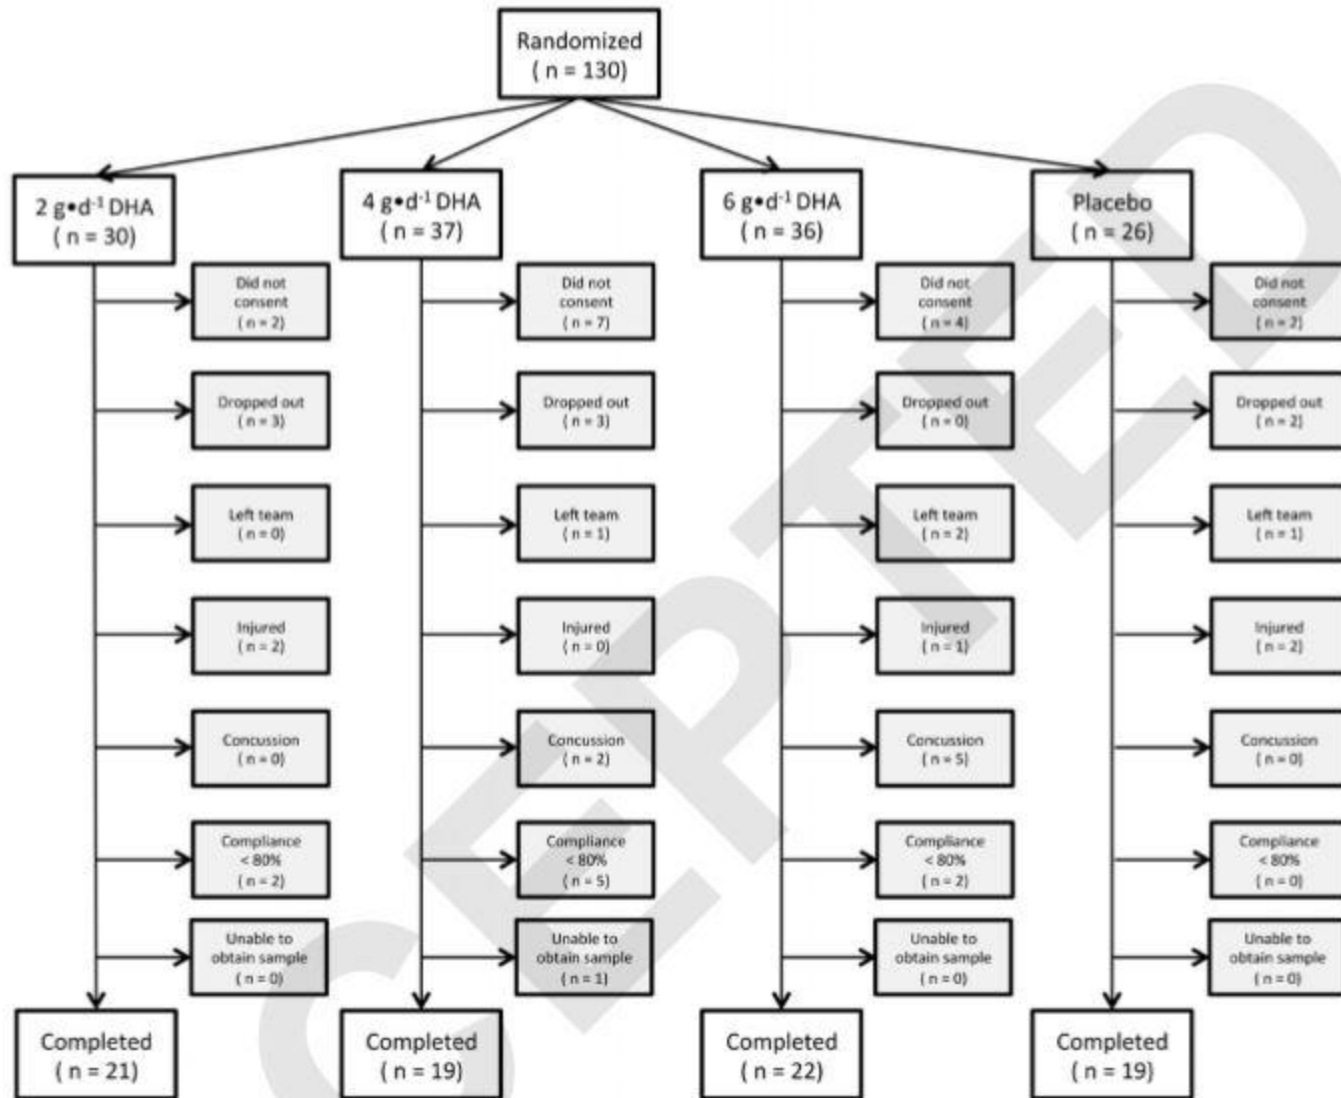 Randomized
( n = 130)
2 g•d⁻¹ DHA
( n = 30)
4 g•d⁻¹ DHA
( n = 37)
6 g•d⁻¹ DHA
( n = 36)
Placebo
( n = 26)
Did not
consent
( n = 2)
Did not
consent
( n = 7)
Did not
consent
( n = 4)
Did not
consent
( n = 2)
Dropped out
( n = 3)
Dropped out
( n = 3)
Dropped out
( n = 0)
Dropped out
( n = 2)
Left team
( n = 0)
Left team
( n = 1)
Left team
( n = 2)
Left team
( n = 1)
Injured
( n = 2)
Injured
( n = 0)
Injured
( n = 1)
Injured
( n = 2)
Concussion
( n = 0)
Concussion
( n = 2)
Concussion
( n = 5)
Concussion
( n = 0)
Compliance
< 80%
( n = 2)
Compliance
< 80%
( n = 5)
Compliance
< 80%
( n = 2)
Compliance
< 80%
( n = 0)
Unable to
obtain sample
( n = 0)
Unable to
obtain sample
( n = 1)
Unable to
obtain sample
( n = 0)
Unable to
obtain sample
( n = 0)
Completed
( n = 21)
Completed
( n = 19)
Completed
( n = 22)
Completed
( n = 19)
CEPTED